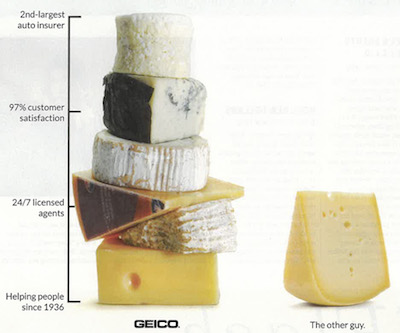 2nd-largest
auto insurer
97% customer
satisfaction
24/7 licensed
agents
Helping people
since 1936
GEICO.
The other guy.